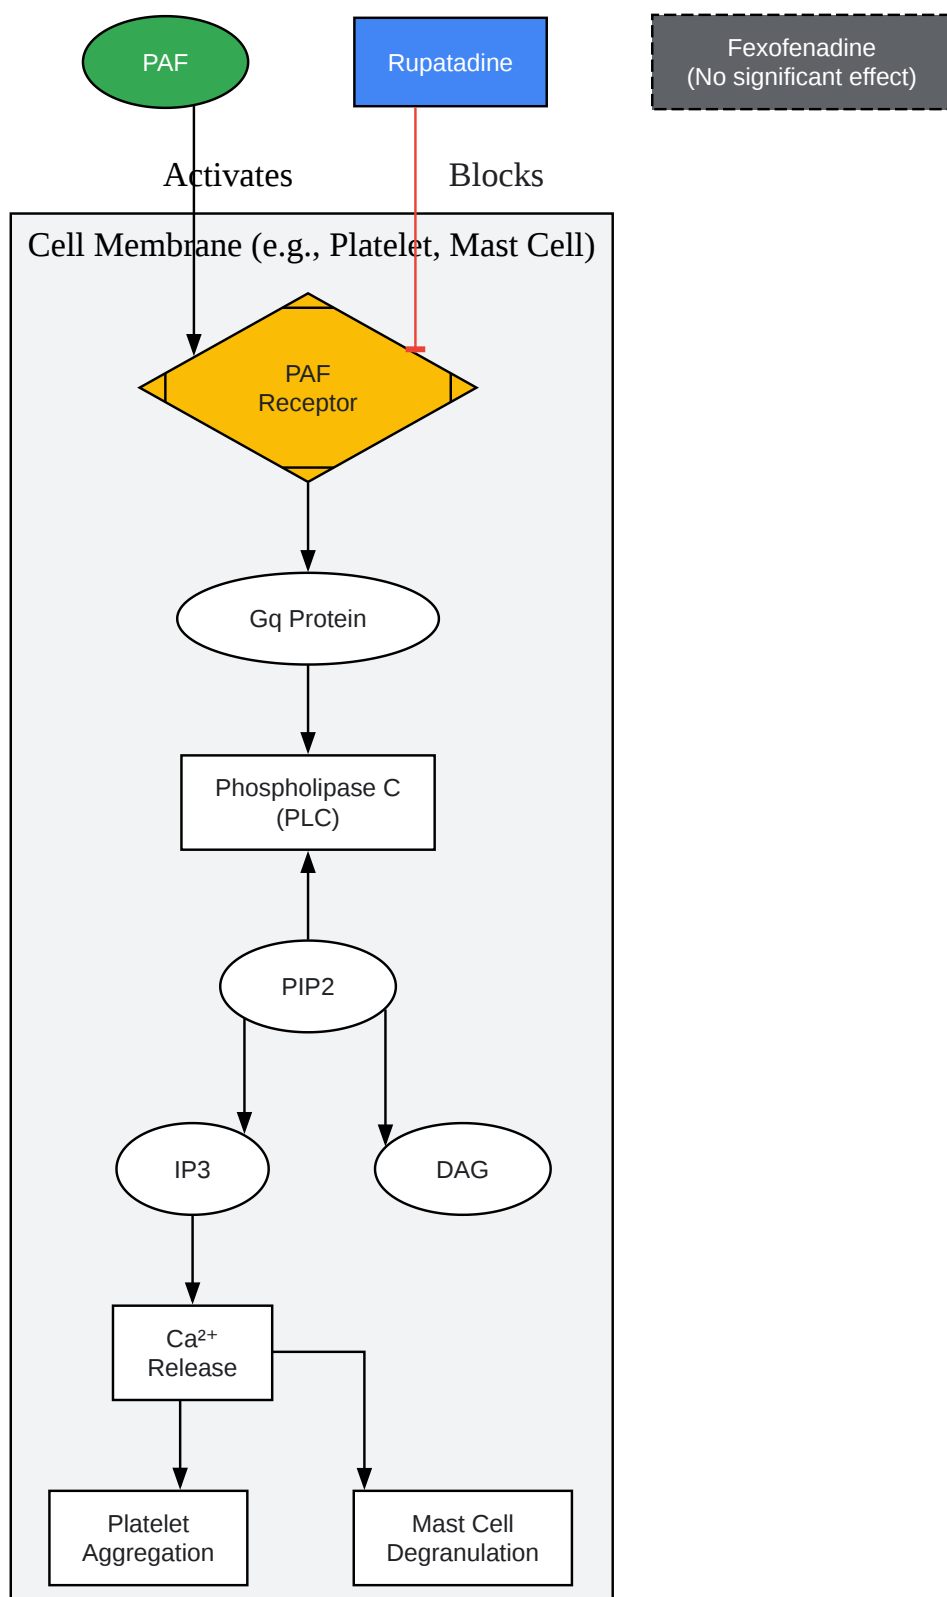 PAF
Rupatadine
Fexofenadine
(No significant effect)
Activates
Blocks
Cell Membrane (e.g., Platelet, Mast Cell)
PAF
Receptor
Gq Protein
Phospholipase C
(PLC)
PIP2
IP3
DAG
Ca²⁺
Release
Platelet
Aggregation
Mast Cell
Degranulation